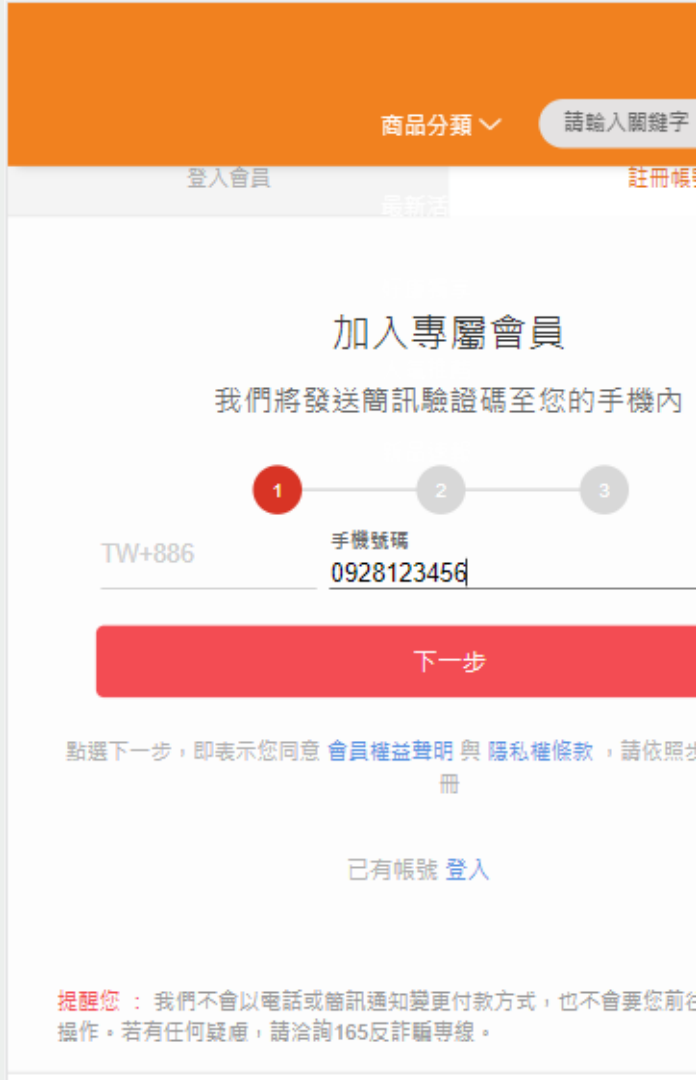 商品分類
請輸入關鍵字
登入會員
註冊帳號
最新活
加入專屬會員
我們將發送簡訊驗證碼至您的手機內
1 2 3
TW+886
手機號碼
0928123456
下一步
點選下一步，即表示您同意 會員權益聲明 與 隱私權條款 ，請依照步
冊
已有帳號 登入
提醒您 ： 我們不會以電話或簡訊通知變更付款方式，也不會要您前往
操作。若有任何疑慮，請洽詢165反詐騙專線。